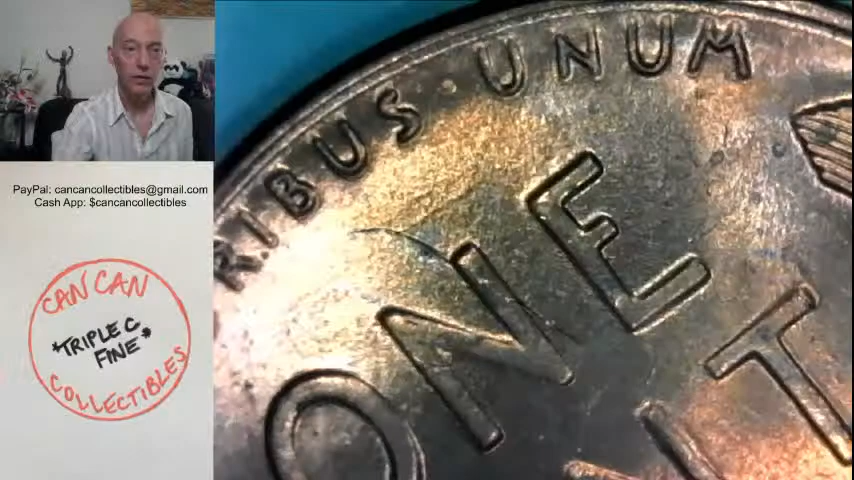 PayPal: cancancollectibles@gmail.com
Cash App: $cancancollectibles
CAN CAN
*TRIPLE C*
FINE
COLLECTIBLES
RIBUS UNUM
ONE